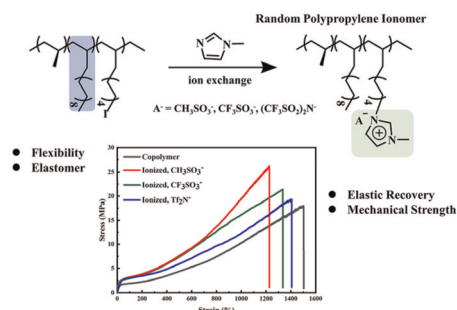 Random Polypropylene Ionomer
N
N
ion exchange
A⁻ = CH₃SO₃⁻, CF₃SO₃⁻, (CF₃SO₂)₂N⁻
8
4
I
8
4
A⁻
N
+
N
● Flexibility
● Elastomer
Copolymer
Ionized, CH₃SO₃⁻
Ionized, CF₃SO₃⁻
Ionized, Tf₂N⁻
Stress (MPa)
30
25
20
15
10
5
0
0 200 400 600 800 1000 1200 1400 1600
Strain (%)
● Elastic Recovery
● Mechanical Strength